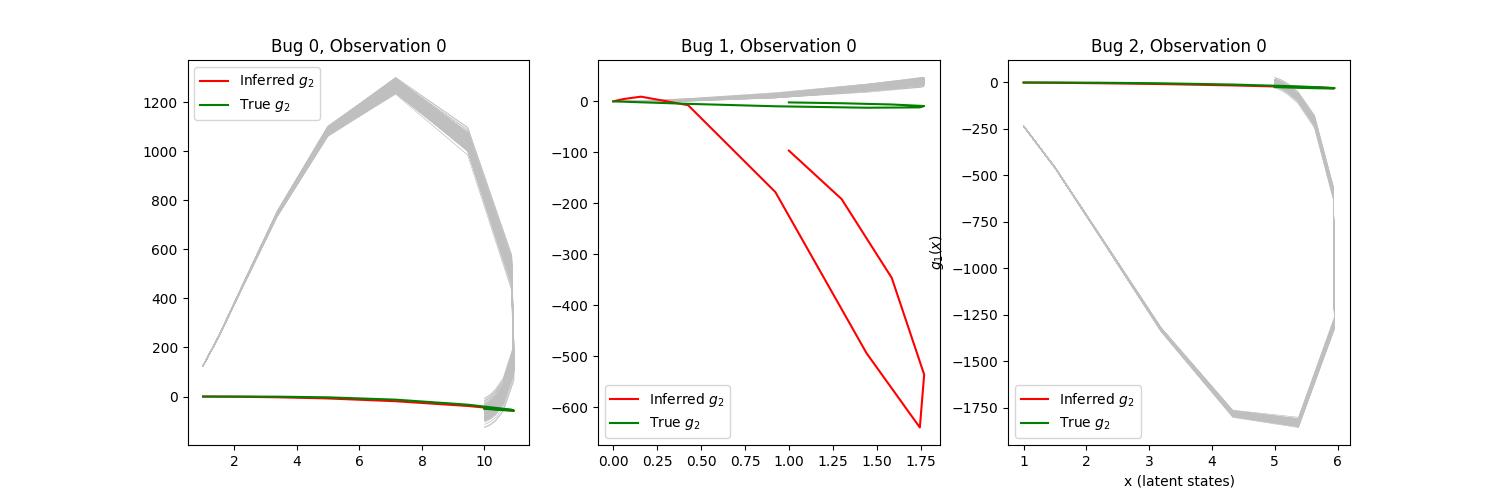 Bug 0, Observation 0
Inferred g₂
True g₂
1200
1000
800
600
400
200
0
2 4 6 8 10
Bug 1, Observation 0
0
−100
−200
−300
−400
−500
−600
Inferred g₂
True g₂
0.00 0.25 0.50 0.75 1.00 1.25 1.50 1.75
Bug 2, Observation 0
g₁(x)
0
−250
−500
−750
−1000
−1250
−1500
−1750
Inferred g₂
True g₂
1 2 3 4 5 6
x (latent states)